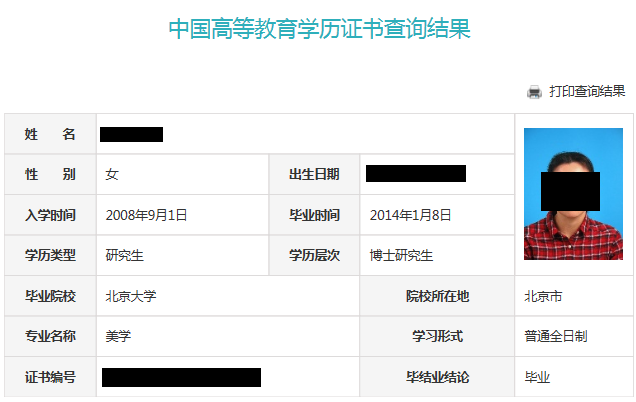 中国高等教育学历证书查询结果
打印查询结果
姓 名
性 别 女 出生日期
入学时间 2008年9月1日 毕业时间 2014年1月8日
学历类型 研究生 学历层次 博士研究生
毕业院校 北京大学 院校所在地 北京市
专业名称 美学 学习形式 普通全日制
证书编号 毕结业结论 毕业